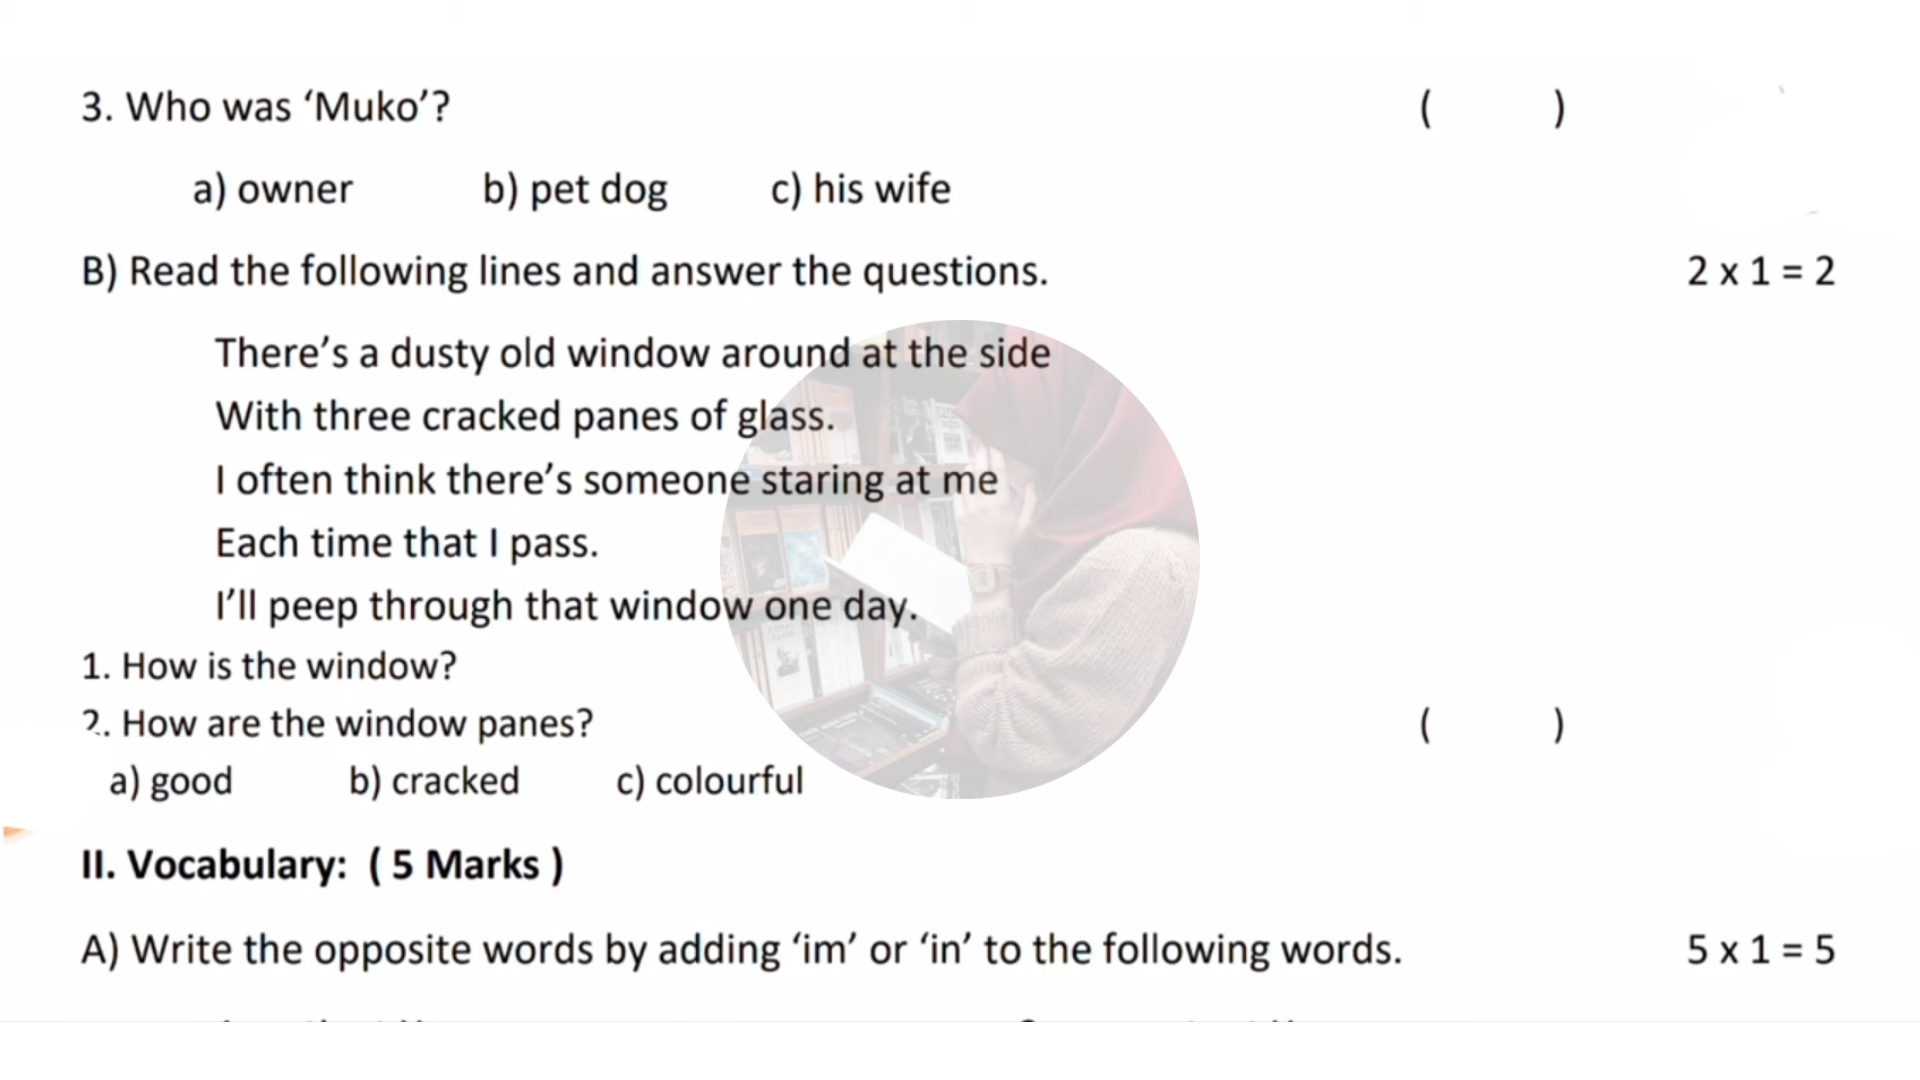 3. Who was ‘Muko’? ( )
a) owner b) pet dog c) his wife
B) Read the following lines and answer the questions. 2 x 1 = 2
There’s a dusty old window around at the side
With three cracked panes of glass.
I often think there’s someone staring at me
Each time that I pass.
I’ll peep through that window one day.
1. How is the window?
2. How are the window panes? ( )
a) good b) cracked c) colourful
II. Vocabulary: ( 5 Marks )
A) Write the opposite words by adding ‘im’ or ‘in’ to the following words. 5 x 1 = 5